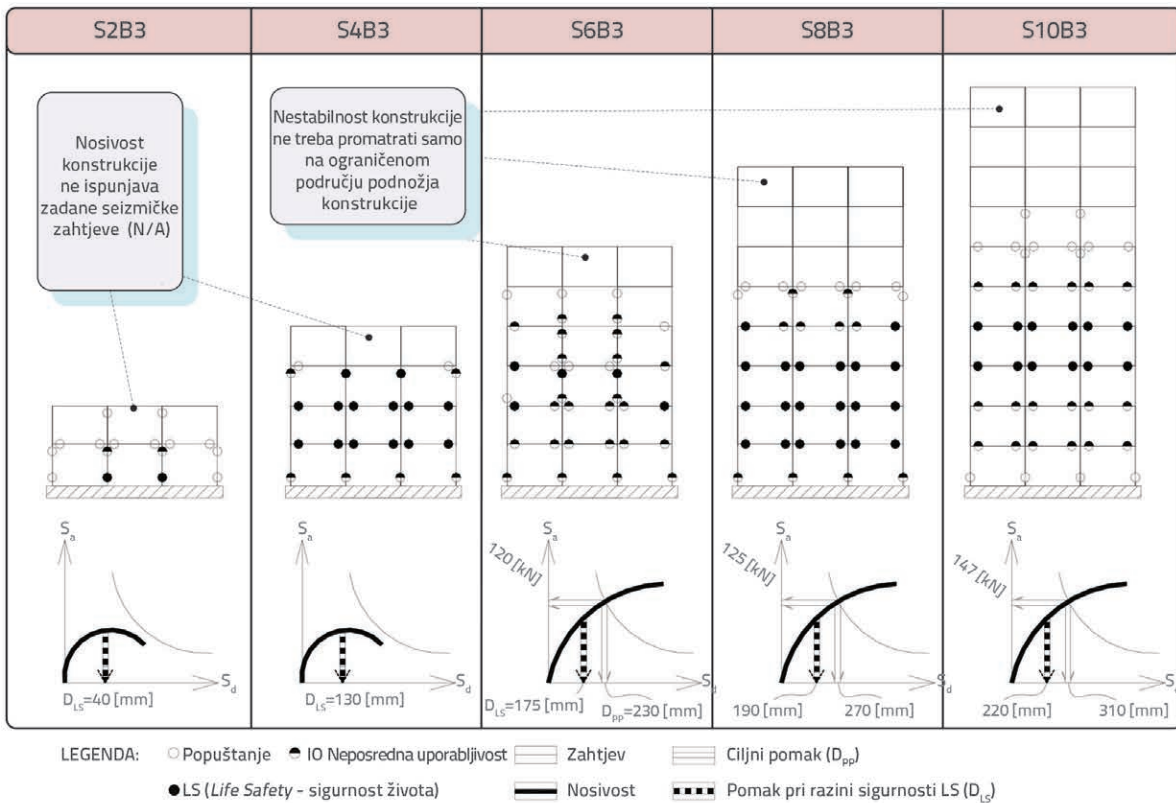 S2B3
S4B3
S6B3
S8B3
S10B3
Nosivost
konstrukcije
ne ispunjava
zadane seizmičke
zahtjeve (N/A)
Nestabilnost konstrukcije
ne treba promatrati samo
na ograničenom
području podnožja
konstrukcije
Sa
Sd
DLS=40 [mm]
Sa
Sd
DLS=130 [mm]
Sa
120 [kN]
Sd
DLS=175 [mm]
Dpp=230 [mm]
Sa
125 [kN]
Sd
190 [mm]
270 [mm]
Sa
147 [kN]
S
220 [mm]
310 [mm]
LEGENDA: Popuštanje IO Neposredna uporabljivost Zahtjev Ciljni pomak (Dpp)
LS (Life Safety - sigurnost života) Nosivost Pomak pri razini sigurnosti LS (DLS)